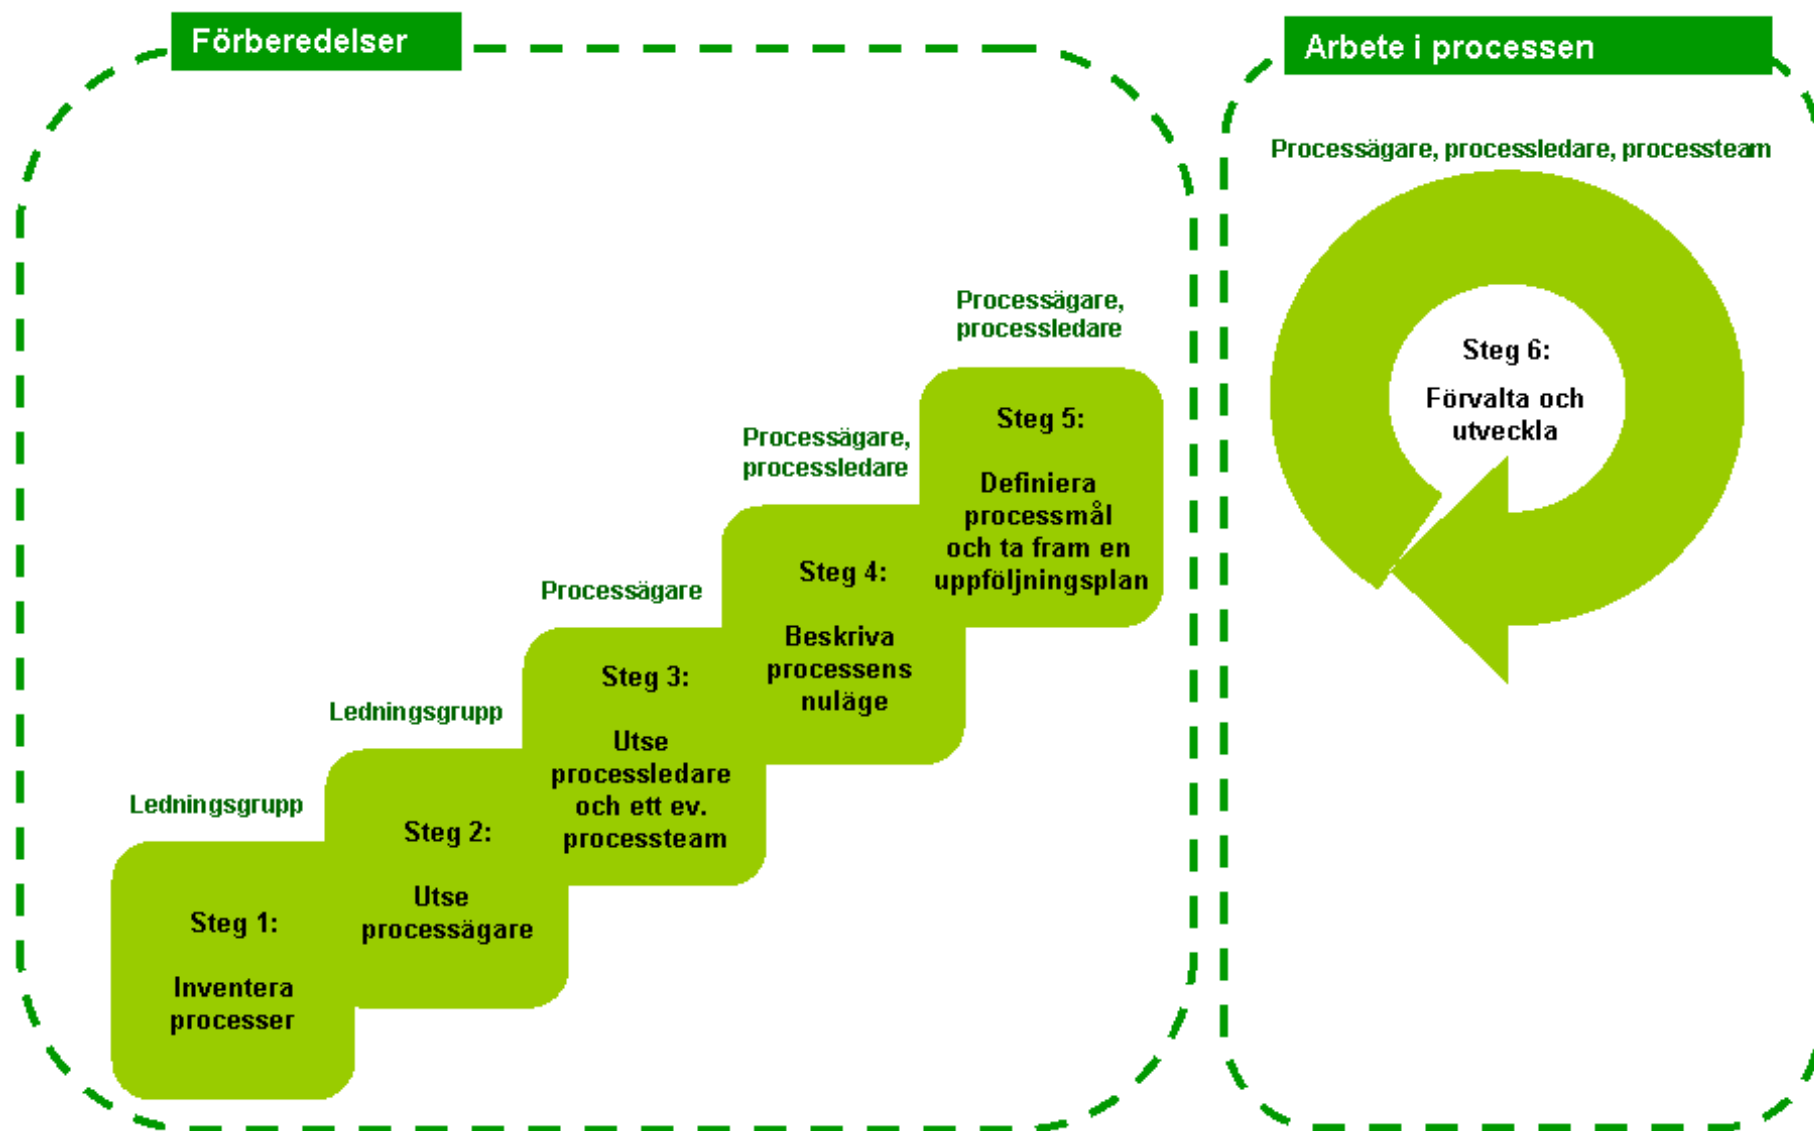 Förberedelser
Ledningsgrupp
Steg 1:
Inventera
processer
Ledningsgrupp
Steg 2:
Utse
processägare
Processägare
Steg 3:
Utse
processledare
och ett ev.
processteam
Processägare,
processledare
Steg 4:
Beskriva
processens
nuläge
Processägare,
processledare
Steg 5:
Definiera
processmål
och ta fram en
uppföljningsplan
Arbete i processen
Processägare, processledare, processteam
Steg 6:
Förvalta och
utveckla